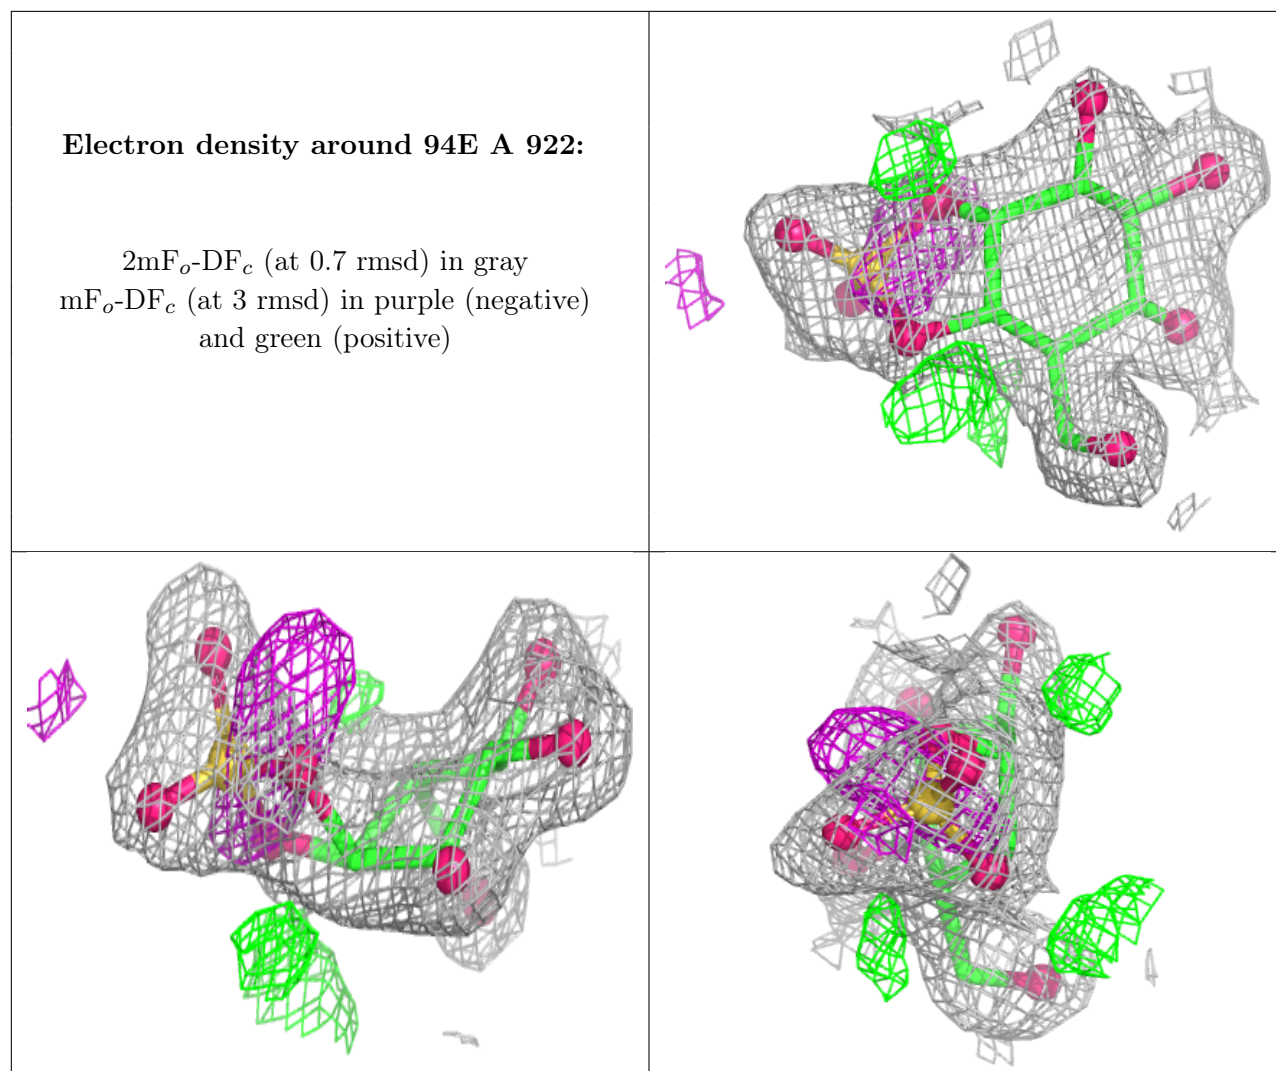 Electron density around 94E A 922:
2mFo-DFc (at 0.7 rmsd) in gray
mFo-DFc (at 3 rmsd) in purple (negative)
and green (positive)